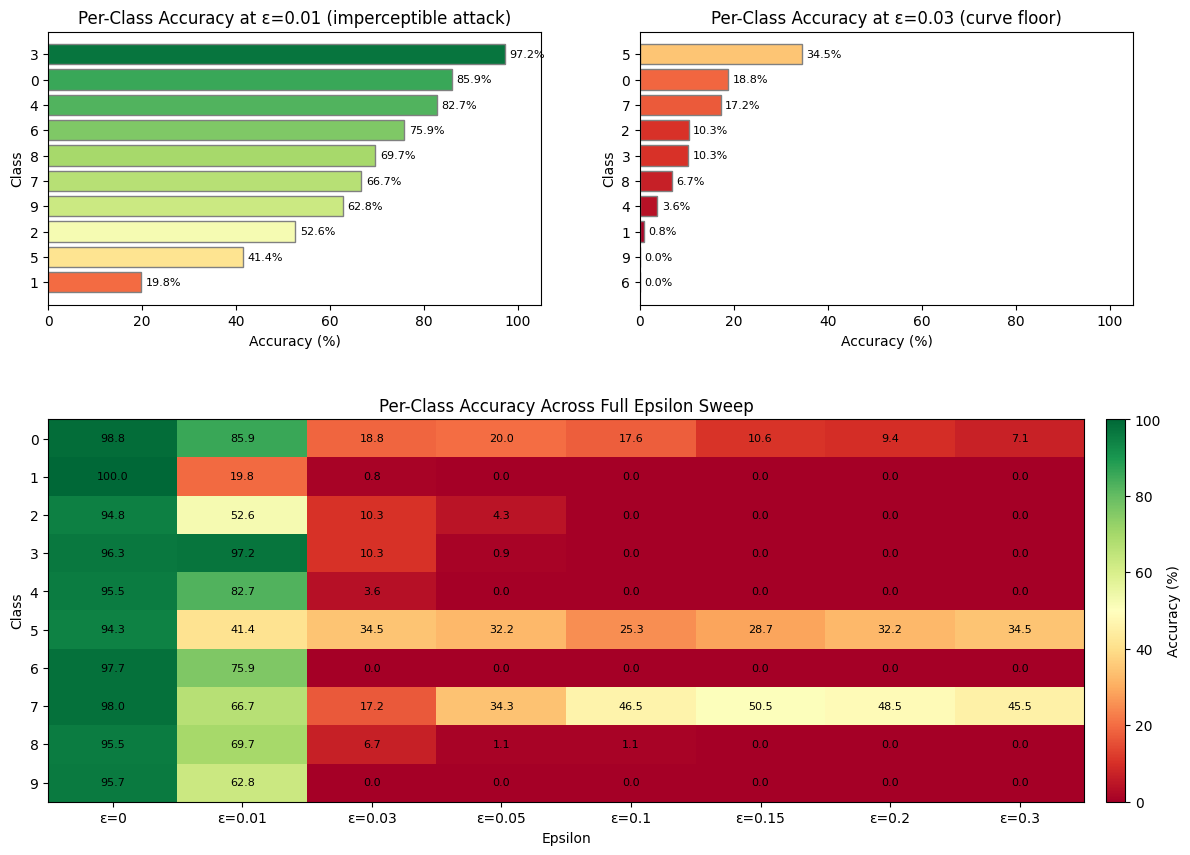 Per-Class Accuracy at ε=0.01 (imperceptible attack)
3 97.2%
0 85.9%
4 82.7%
6 75.9%
8 69.7%
7 66.7%
9 62.8%
2 52.6%
5 41.4%
1 19.8%
Class
0 20 40 60 80 100
Accuracy (%)
Per-Class Accuracy at ε=0.03 (curve floor)
5 34.5%
0 18.8%
7 17.2%
2 10.3%
3 10.3%
8 6.7%
4 3.6%
1 0.8%
9 0.0%
6 0.0%
Class
0 20 40 60 80 100
Accuracy (%)
Per-Class Accuracy Across Full Epsilon Sweep
0 98.8 85.9 18.8 20.0 17.6 10.6 9.4 7.1
1 100.0 19.8 0.8 0.0 0.0 0.0 0.0 0.0
2 94.8 52.6 10.3 4.3 0.0 0.0 0.0 0.0
3 96.3 97.2 10.3 0.9 0.0 0.0 0.0 0.0
4 95.5 82.7 3.6 0.0 0.0 0.0 0.0 0.0
5 94.3 41.4 34.5 32.2 25.3 28.7 32.2 34.5
6 97.7 75.9 0.0 0.0 0.0 0.0 0.0 0.0
7 98.0 66.7 17.2 34.3 46.5 50.5 48.5 45.5
8 95.5 69.7 6.7 1.1 1.1 0.0 0.0 0.0
9 95.7 62.8 0.0 0.0 0.0 0.0 0.0 0.0
Class
ε=0 ε=0.01 ε=0.03 ε=0.05 ε=0.1 ε=0.15 ε=0.2 ε=0.3
Epsilon
100
80
60
40
20
0
Accuracy (%)